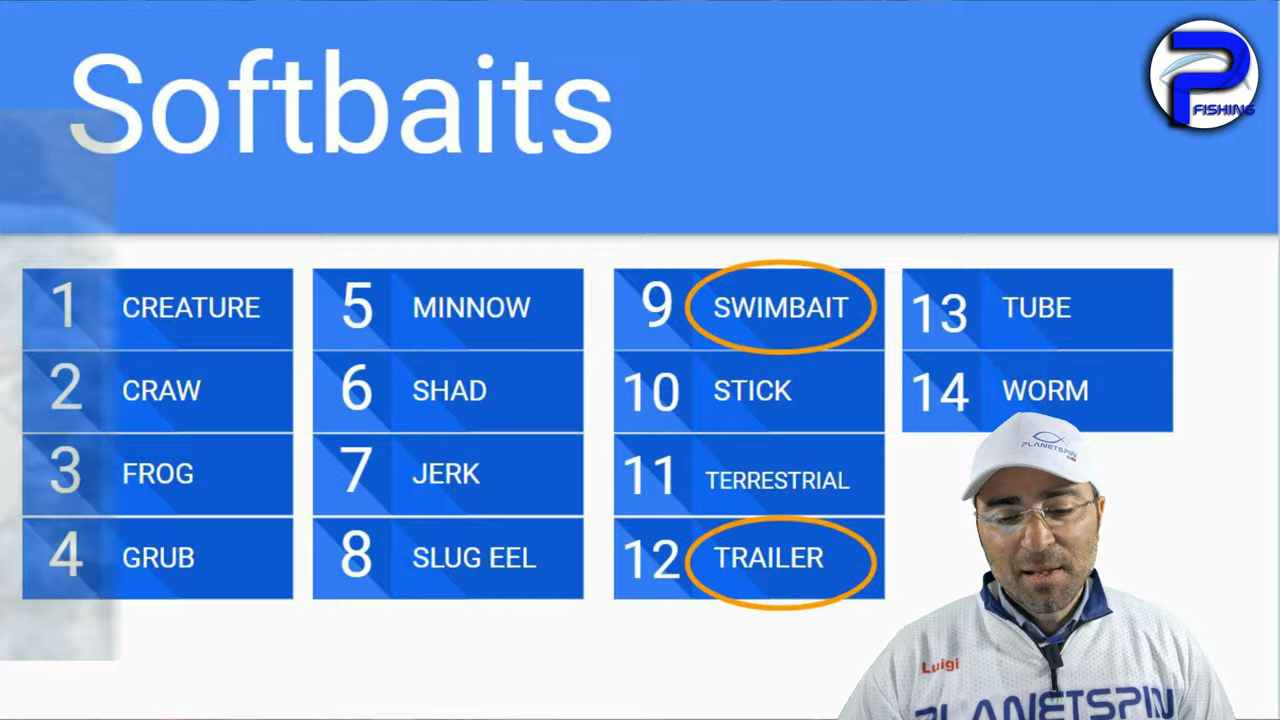 Softbaits
P
FISHING
1 CREATURE
2 CRAW
3 FROG
4 GRUB
5 MINNOW
6 SHAD
7 JERK
8 SLUG EEL
9 SWIMBAIT
10 STICK
11 TERRESTRIAL
12 TRAILER
13 TUBE
14 WORM
PLANETSPIN
Luigi
PLANETSPIN